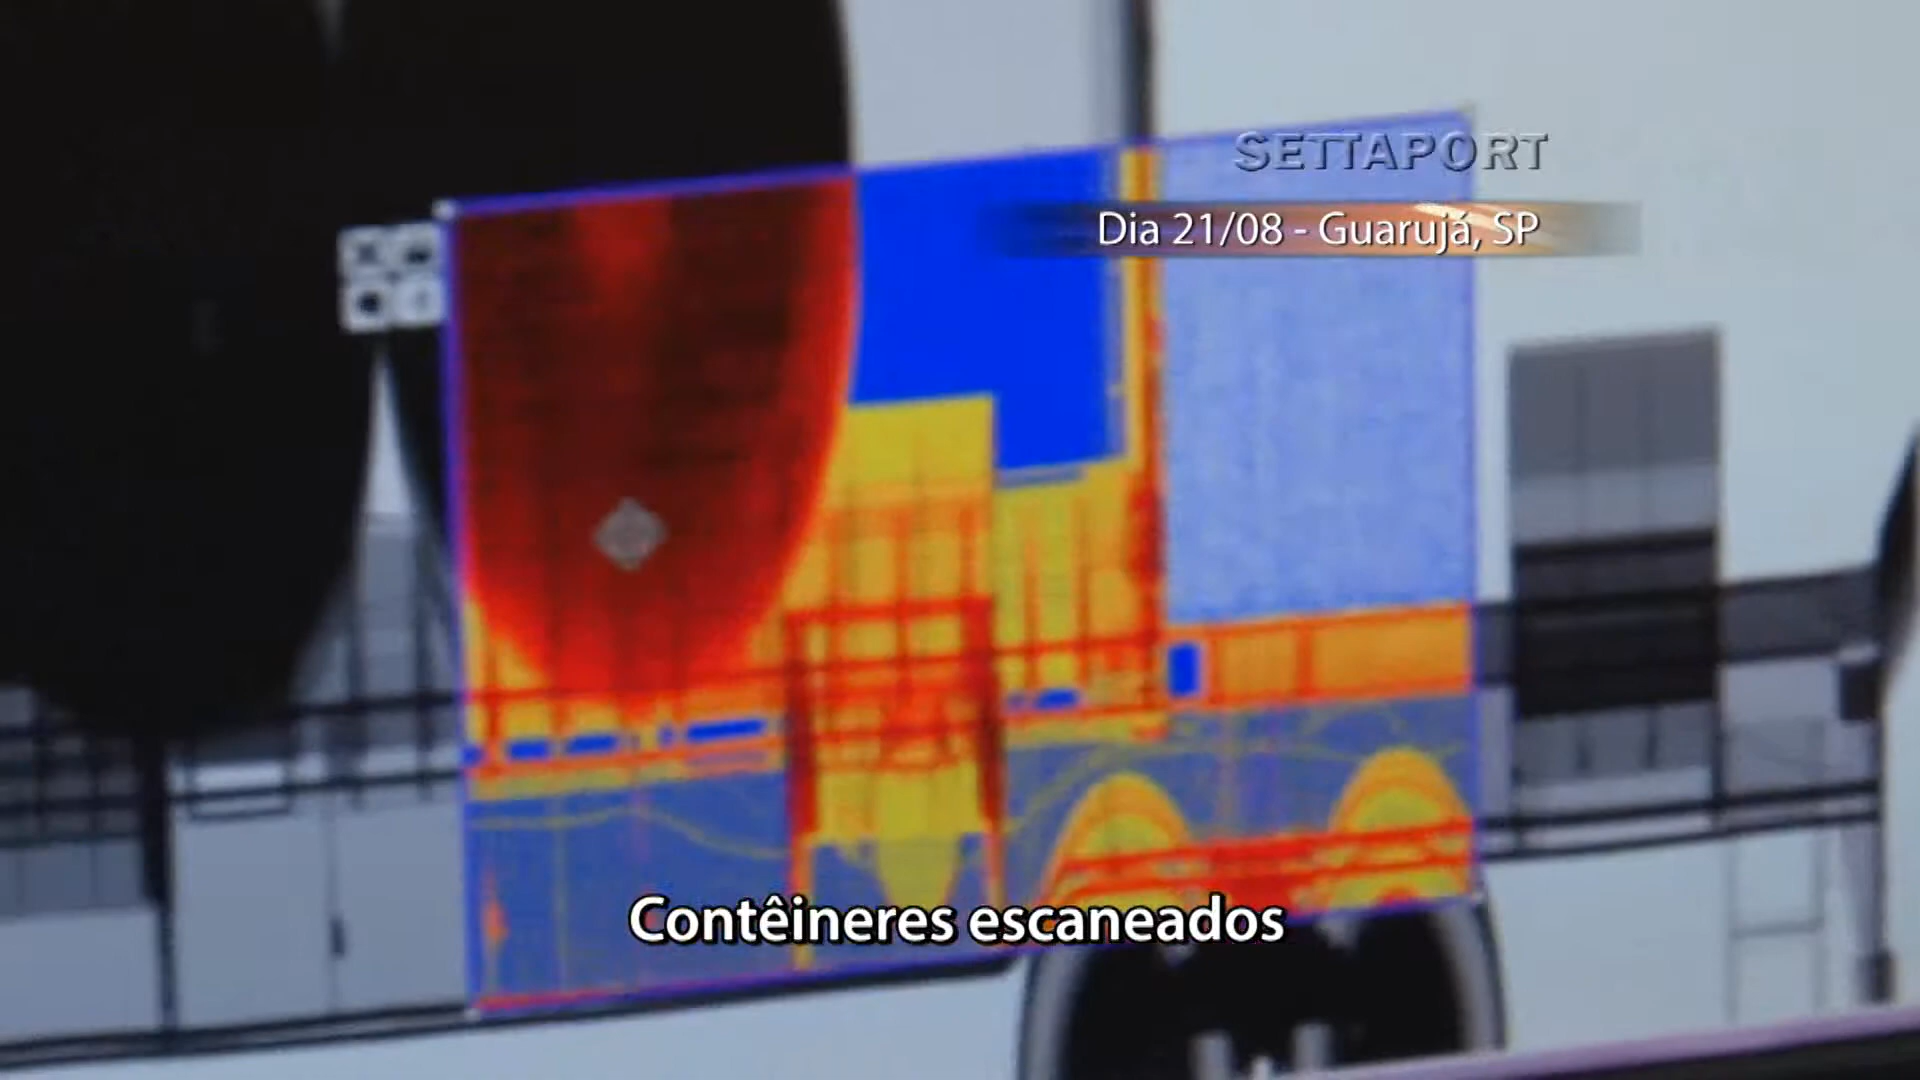 SETTAPORT
Dia 21/08 - Guarujá, SP
Contêineres escaneados